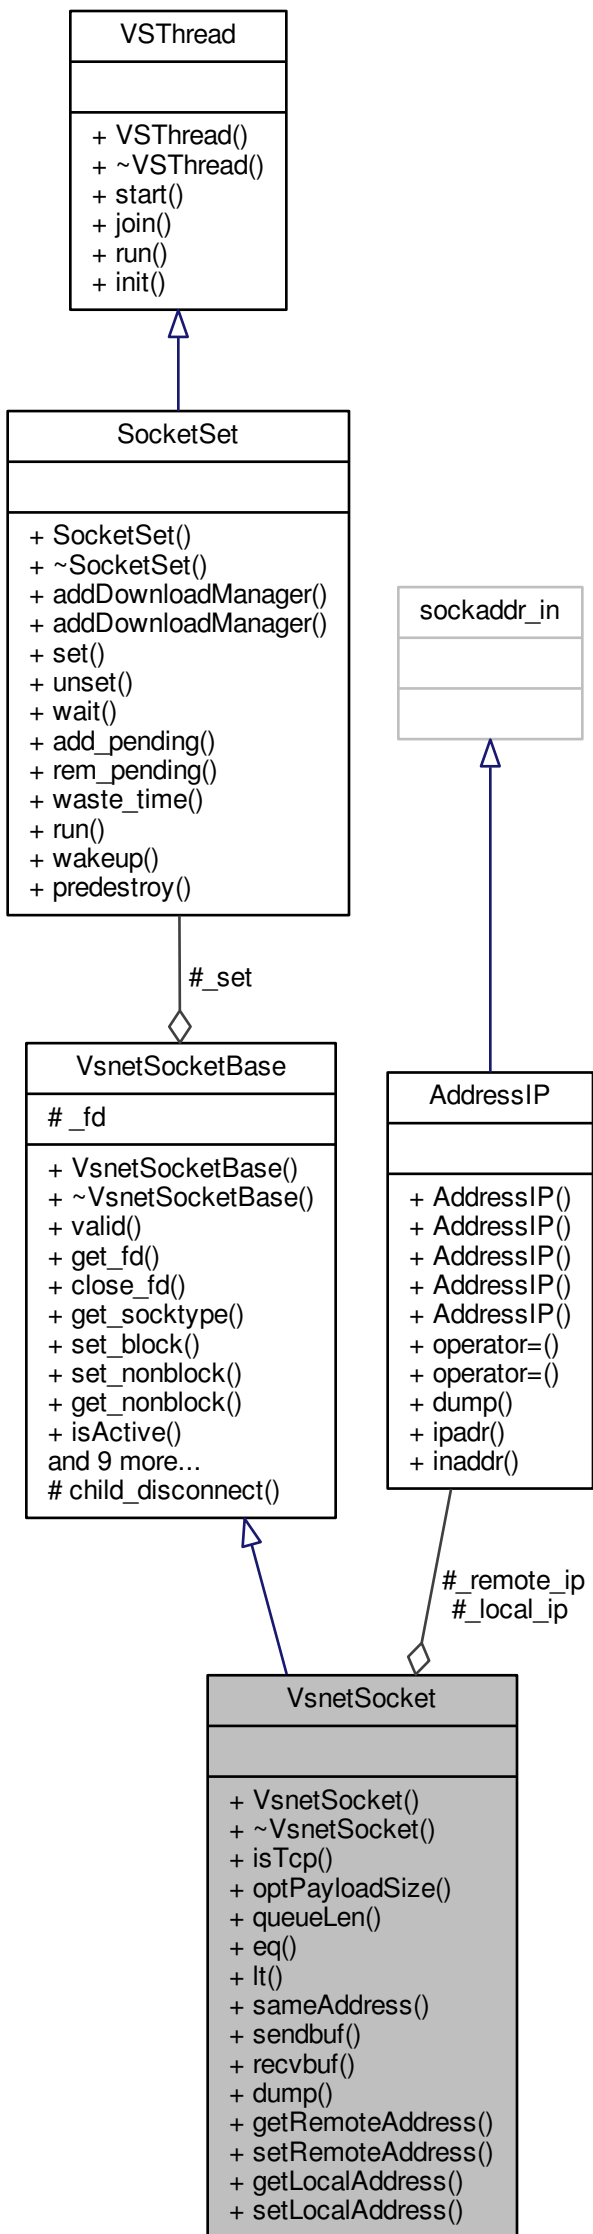 VSThread
+ VSThread()
+ ~VSThread()
+ start()
+ join()
+ run()
+ init()
SocketSet
+ SocketSet()
+ ~SocketSet()
+ addDownloadManager()
+ addDownloadManager()
+ set()
+ unset()
+ wait()
+ add_pending()
+ rem_pending()
+ waste_time()
+ run()
+ wakeup()
+ predestroy()
sockaddr_in
#_set
VsnetSocketBase
# _fd
+ VsnetSocketBase()
+ ~VsnetSocketBase()
+ valid()
+ get_fd()
+ close_fd()
+ get_socktype()
+ set_block()
+ set_nonblock()
+ get_nonblock()
+ isActive()
and 9 more...
# child_disconnect()
AddressIP
+ AddressIP()
+ AddressIP()
+ AddressIP()
+ AddressIP()
+ AddressIP()
+ operator=()
+ operator=()
+ dump()
+ ipadr()
+ inaddr()
#_remote_ip
#_local_ip
VsnetSocket
+ VsnetSocket()
+ ~VsnetSocket()
+ isTcp()
+ optPayloadSize()
+ queueLen()
+ eq()
+ lt()
+ sameAddress()
+ sendbuf()
+ recvbuf()
+ dump()
+ getRemoteAddress()
+ setRemoteAddress()
+ getLocalAddress()
+ setLocalAddress()